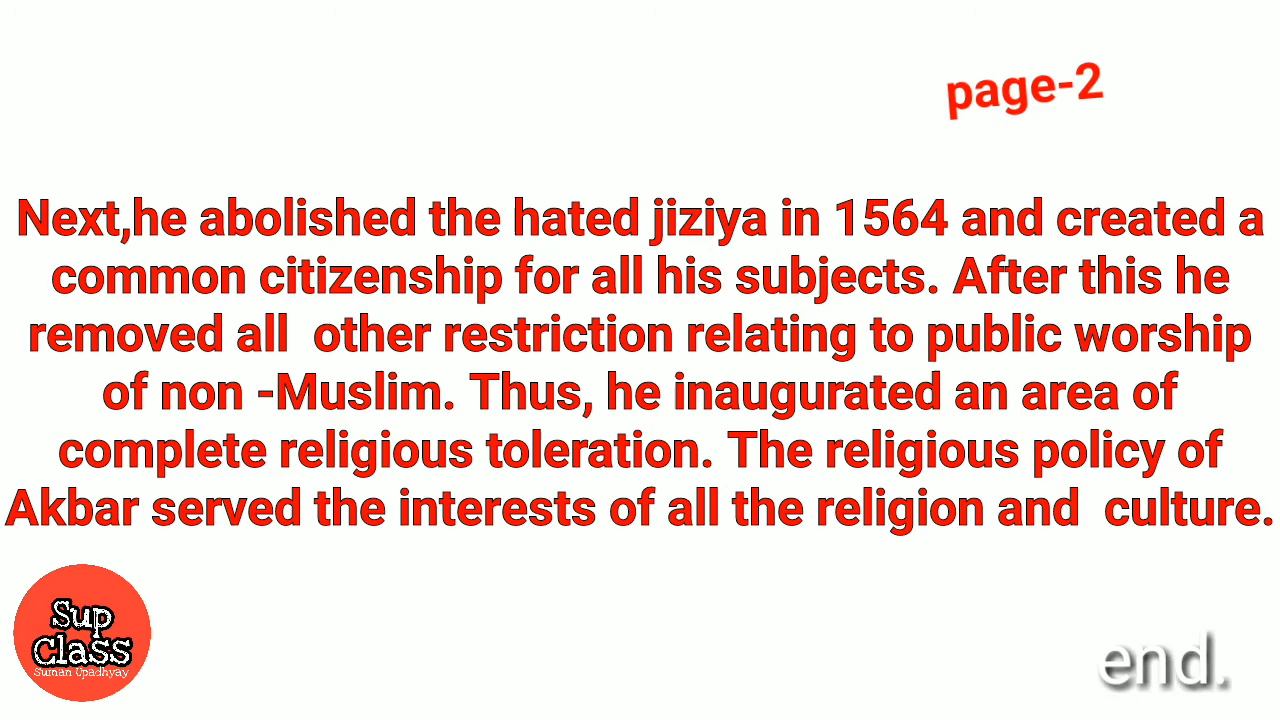 page-2
Next,he abolished the hated jiziya in 1564 and created a
common citizenship for all his subjects. After this he
removed all  other restriction relating to public worship
of non -Muslim. Thus, he inaugurated an area of
complete religious toleration. The religious policy of
Akbar served the interests of all the religion and  culture.
Sup
Class
Suman Upadhyay
end.